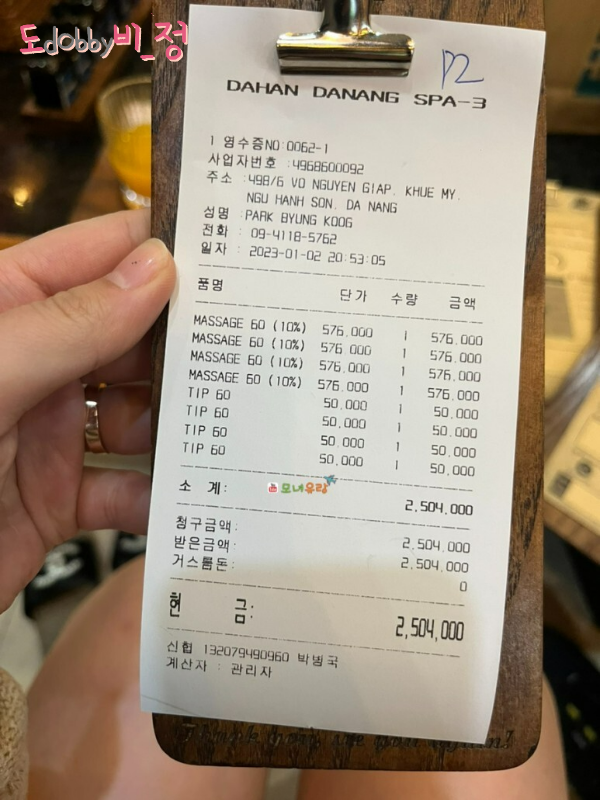 도dobby비_정
p2
DAHAN DANANG SPA-3
1 영수증NO:0062-1
사업자번호 :4968600092
주소 :498/6 VO NGUYEN GIAP, KHUE MY,
NGU HANH SON, DA NANG
성명 :PARK BYUNG KOOG
전화 : 09-4118-5762
일자 : 2023-01-02 20:53:05
품명 단가 수량 금액
MASSAGE 60 (10%) 576,000 1 576,000
MASSAGE 60 (10%) 576,000 1 576,000
MASSAGE 60 (10%) 576,000 1 576,000
MASSAGE 60 (10%) 576,000 1 576,000
TIP 60 50,000 1 50,000
TIP 60 50,000 1 50,000
TIP 60 50,000 1 50,000
TIP 60 50,000 1 50,000
소 계: 2,504,000
모녀유랑
청구금액: 2,504,000
받은금액: 2,504,000
거스름돈: 0
현 금: 2,504,000
신협 132079490960 박병국
계산자 : 관리자